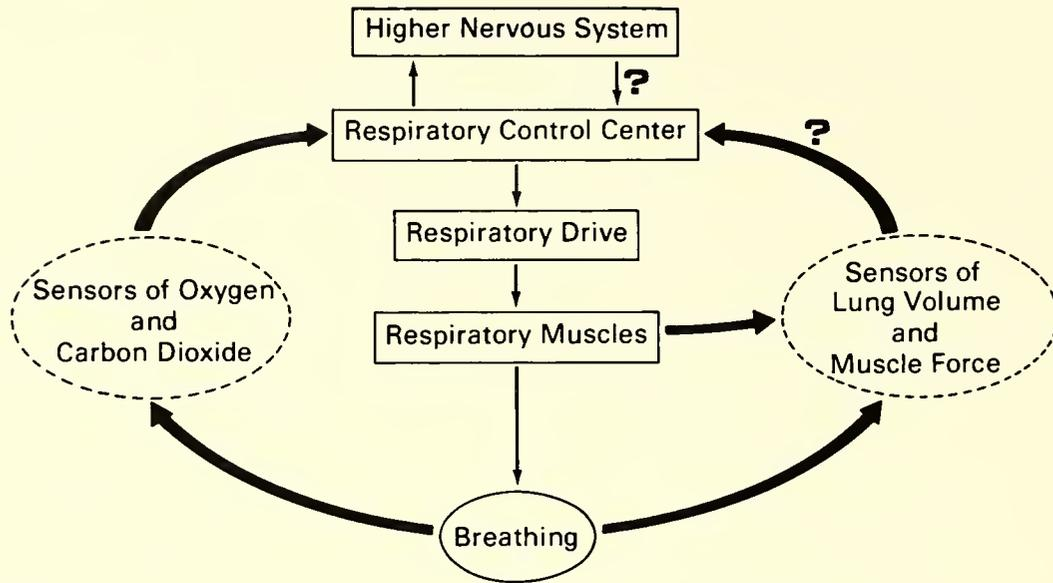 Higher Nervous System
?
Respiratory Control Center
?
Respiratory Drive
Sensors of Oxygen
and
Carbon Dioxide
Respiratory Muscles
Sensors of
Lung Volume
and
Muscle Force
Breathing